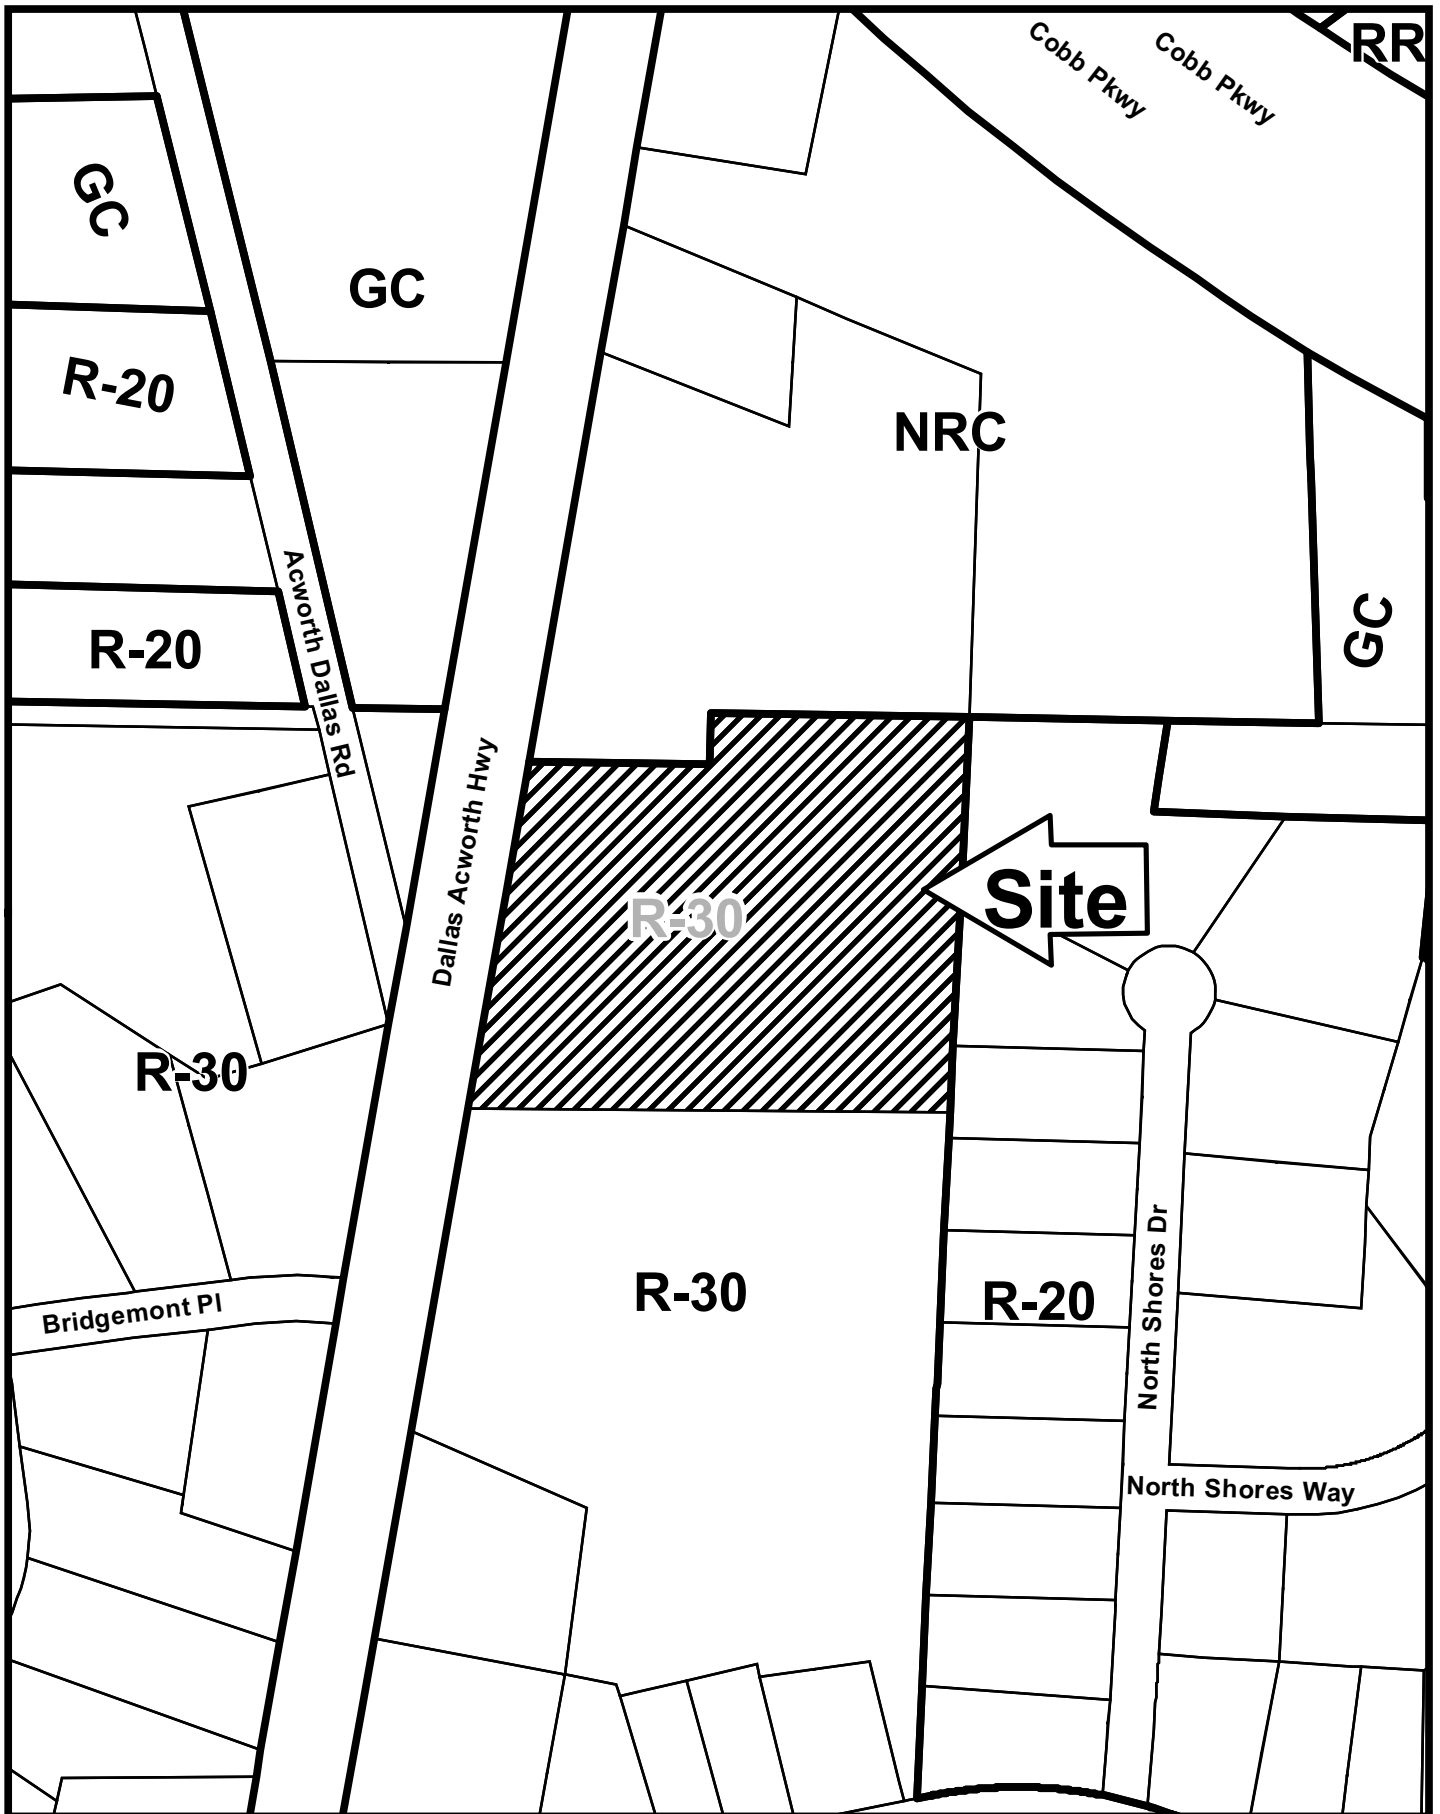 RR
Cobb Pkwy
Cobb Pkwy
GC
GC
R-20
NRC
Acworth Dallas Rd
GC
R-20
Dallas Acworth Hwy
R-30
Site
R-30
North Shores Dr
R-30
R-20
Bridgemont Pl
North Shores Way